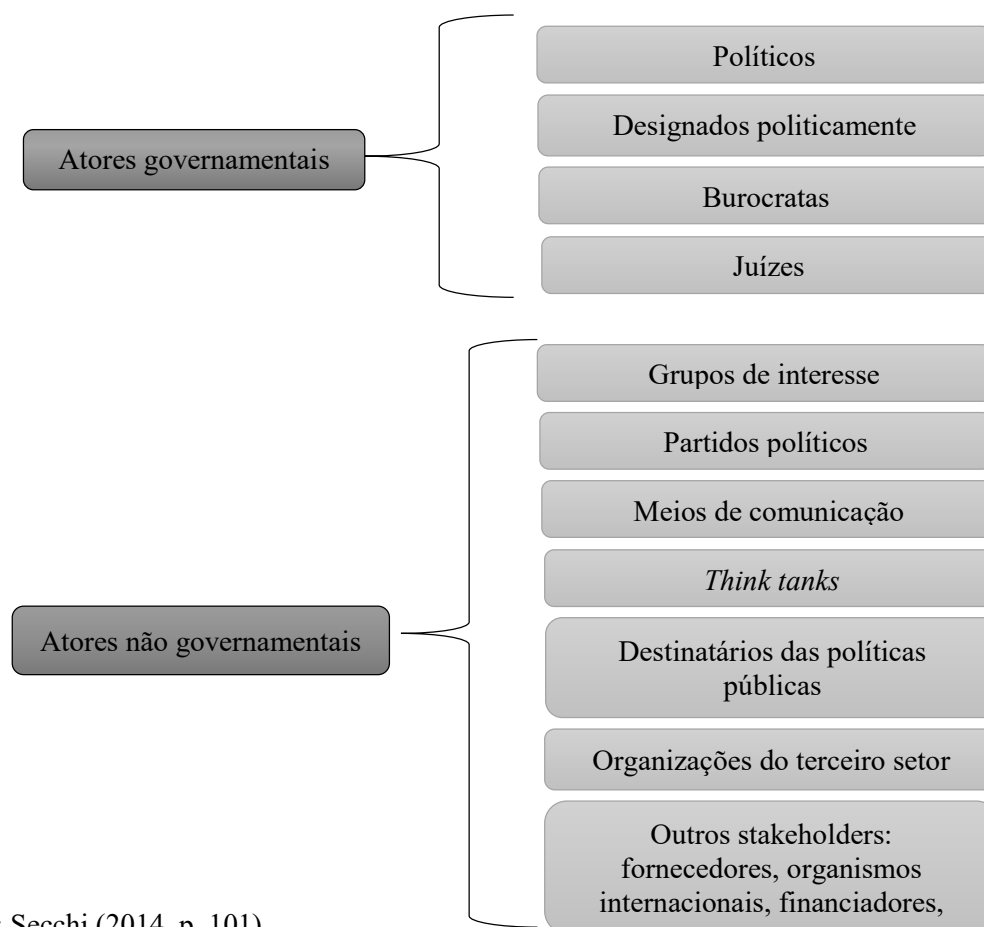 Atores governamentais
Políticos
Designados politicamente
Burocratas
Juízes
Atores não governamentais
Grupos de interesse
Partidos políticos
Meios de comunicação
Think tanks
Destinatários das políticas
públicas
Organizações do terceiro setor
Outros stakeholders:
fornecedores, organismos
internacionais, financiadores,
: Secchi (2014, p. 101)